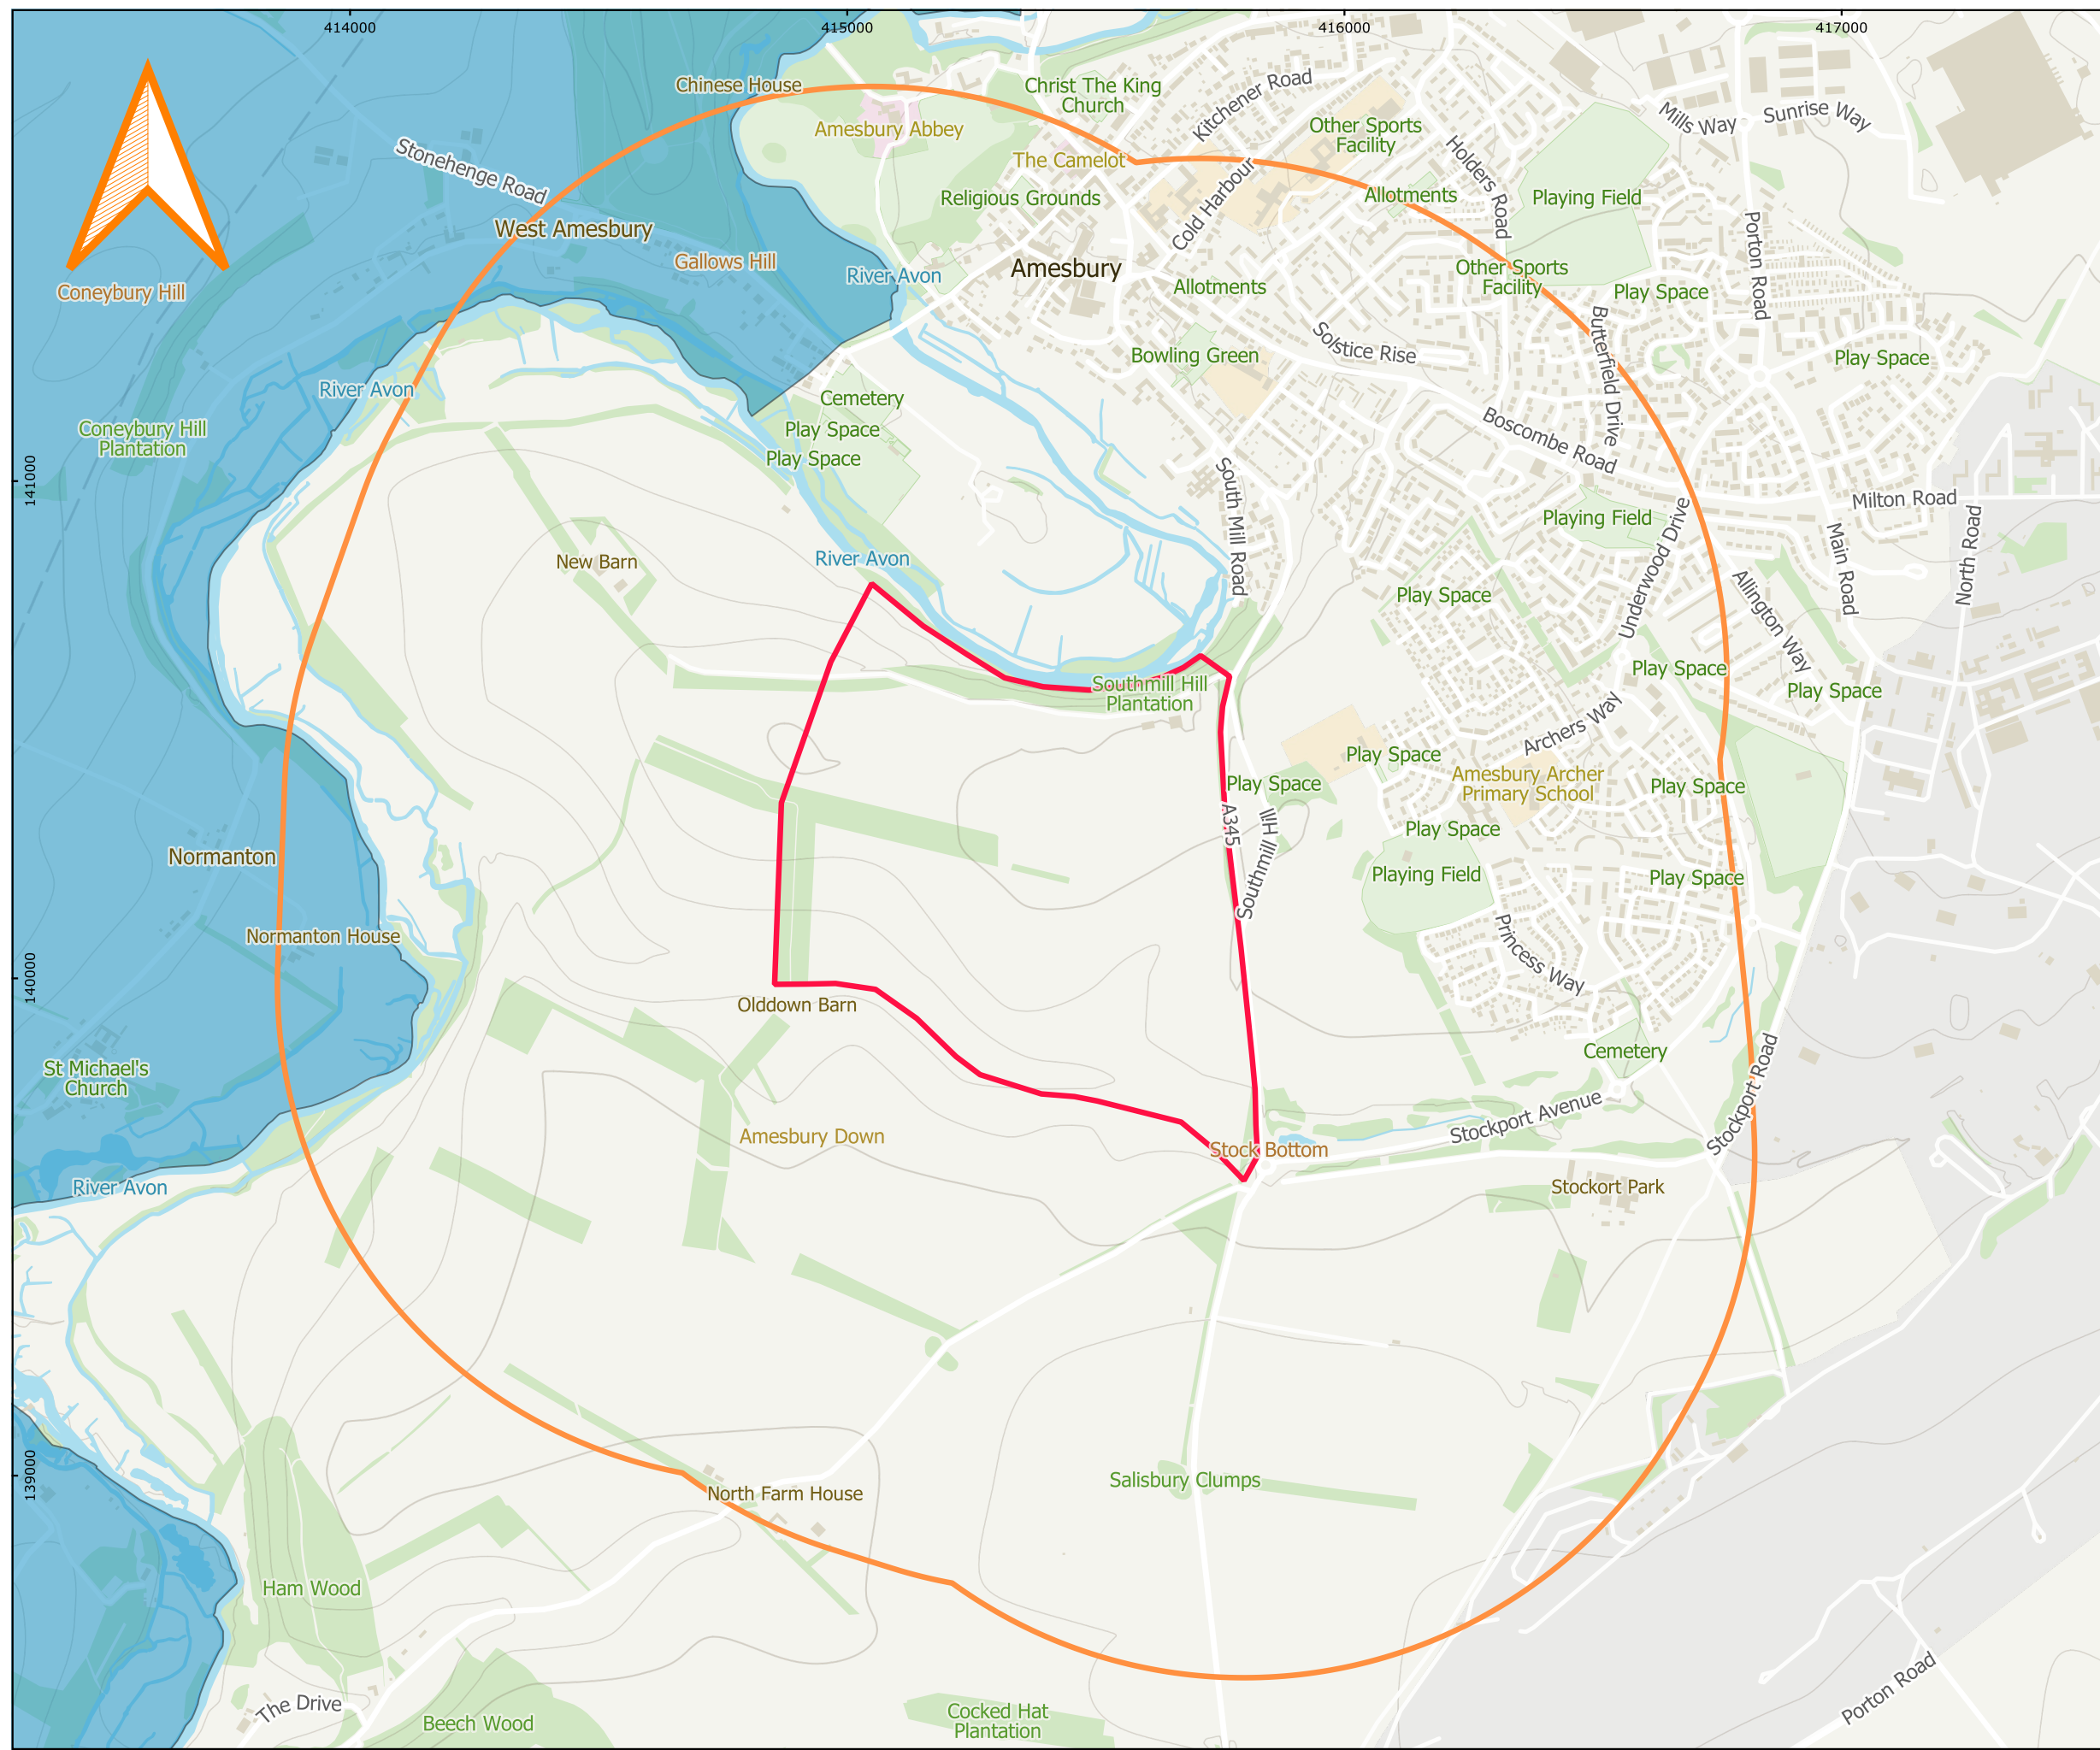 414000
415000
416000
417000
Chinese House
Christ The King
Church
Kitchener Road
Mills Way
Sunrise Way
Amesbury Abbey
Other Sports
Facility
Stonehenge Road
The Camelot
Holders Road
Religious Grounds
Cold Harbour
Allotments
Playing Field
West Amesbury
Gallows Hill
River Avon
Amesbury
Allotments
Other Sports
Facility
Play Space
Porton Road
Coneybury Hill
Butterfield Drive
Solstice Rise
Bowling Green
Play Space
River Avon
Cemetery
Coneybury Hill
Plantation
Play Space
Play Space
Boscombe Road
141000
South Mill Road
Playing Field
Milton Road
Underwood Drive
Main Road
North Road
New Barn
River Avon
Play Space
Allington Way
Play Space
Play Space
Southmill Hill
Plantation
Archers Way
Play Space
Play Space
Amesbury Archer
Primary School
Play Space
A345
Southmill Hill
Play Space
Normanton
Playing Field
Play Space
Normanton House
Princess Way
140000
Olddown Barn
St Michael's
Church
Cemetery
Stockport Road
Stockport Avenue
Amesbury Down
Stock Bottom
River Avon
Stockort Park
139000
North Farm House
Salisbury Clumps
Ham Wood
The Drive
Beech Wood
Cocked Hat
Plantation
Porton Road